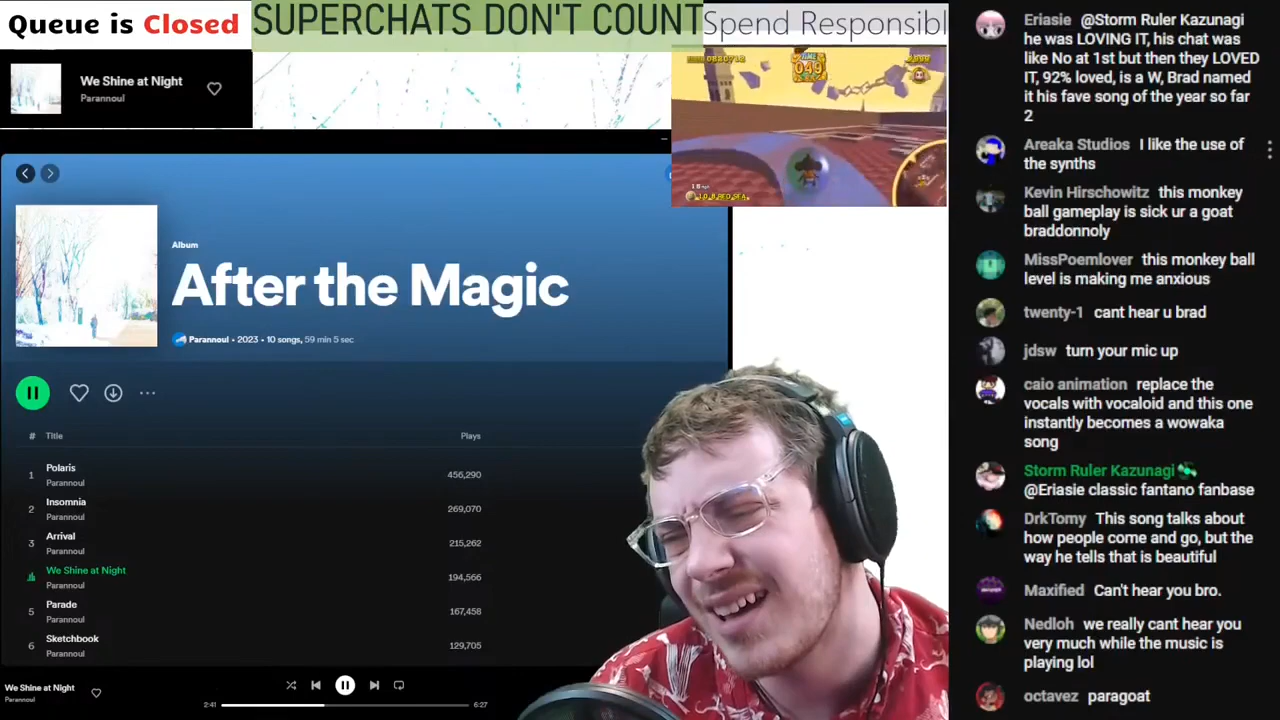 Queue is Closed
SUPERCHATS DON'T COUNT
Spend Responsibl
We Shine at Night
Parannoul
TIME
049
Album
After the Magic
Parannoul • 2023 • 10 songs, 59 min 5 sec
# Title Plays
1 Polaris 456,290
Parannoul
2 Insomnia 269,070
Parannoul
3 Arrival 215,262
Parannoul
We Shine at Night 194,566
Parannoul
5 Parade 167,458
Parannoul
6 Sketchbook 129,705
Parannoul
We Shine at Night
Parannoul
2:41 6:27
Eriasie @Storm Ruler Kazunagi
he was LOVING IT, his chat was
like No at 1st but then they LOVED
IT, 92% loved, is a W, Brad named
it his fave song of the year so far
2
Areaka Studios I like the use of
the synths
Kevin Hirschowitz this monkey
ball gameplay is sick ur a goat
braddonnoly
MissPoemlover this monkey ball
level is making me anxious
twenty-1 cant hear u brad
jdsw turn your mic up
caio animation replace the
vocals with vocaloid and this one
instantly becomes a wowaka
song
Storm Ruler Kazunagi
@Eriasie classic fantano fanbase
DrkTomy This song talks about
how people come and go, but the
way he tells that is beautiful
Maxified Can't hear you bro.
Nedloh we really cant hear you
very much while the music is
playing lol
octavez paragoat